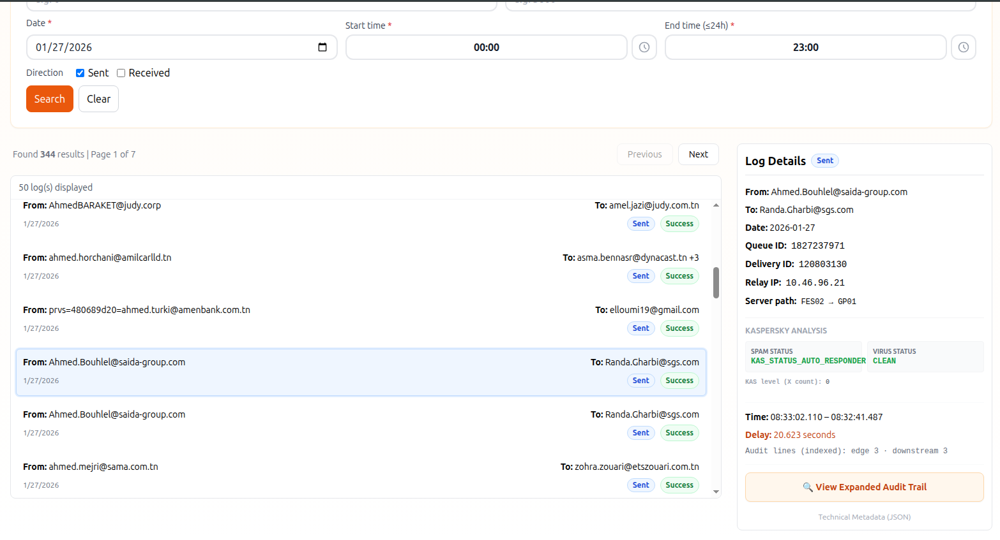 Date *
Start time *
End time (≤24h) *
01/27/2026
00:00
23:00
Direction
Sent
Received
Search
Clear
Found 344 results | Page 1 of 7
Previous
Next
50 log(s) displayed
From: AhmedBARAKET@judy.corp
To: amel.jazi@judy.com.tn
1/27/2026
Sent
Success
From: ahmed.horchani@amilcarlld.tn
To: asma.bennasr@dynacast.tn +3
1/27/2026
Sent
Success
From: prvs=480689d20=ahmed.turki@amenbank.com.tn
To: elloumi19@gmail.com
1/27/2026
Sent
Success
From: Ahmed.Bouhlel@saida-group.com
To: Randa.Gharbi@sgs.com
1/27/2026
Sent
Success
From: Ahmed.Bouhlel@saida-group.com
To: Randa.Gharbi@sgs.com
1/27/2026
Sent
Success
From: ahmed.mejri@sama.com.tn
To: zohra.zouari@etszouari.com.tn
1/27/2026
Sent
Success
Log Details
Sent
From: Ahmed.Bouhlel@saida-group.com
To: Randa.Gharbi@sgs.com
Date: 2026-01-27
Queue ID: 1827237971
Delivery ID: 120803130
Relay IP: 10.46.96.21
Server path: FES02 → GP01
KASPERSKY ANALYSIS
SPAM STATUS
KAS_STATUS_AUTO_RESPONDER
VIRUS STATUS
CLEAN
KAS level (X count): 0
Time: 08:33:02.110 – 08:32:41.487
Delay: 20.623 seconds
Audit lines (indexed): edge 3 · downstream 3
🔍 View Expanded Audit Trail
Technical Metadata (JSON)